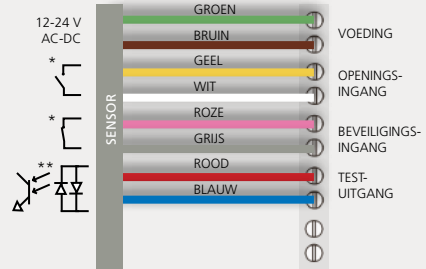 12-24 V
AC-DC
*
*
**
SENSOR
GROEN
BRUIN
GEEL
WIT
ROZE
GRIJS
ROOD
BLAUW
VOEDING
OPENINGS-
INGANG
BEVEILIGINGS-
INGANG
TEST-
UITGANG